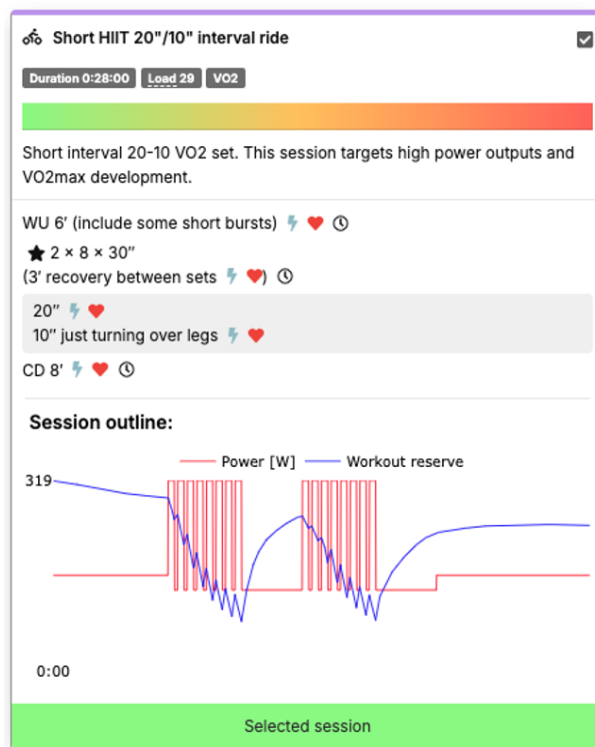 Short HIIT 20"/10" interval ride
Duration 0:28:00 Load 29 VO2
Short interval 20-10 VO2 set. This session targets high power outputs and
VO2max development.
WU 6′ (include some short bursts)
2 × 8 × 30″
(3′ recovery between sets )
20″
10″ just turning over legs
CD 8′
Session outline:
Power [W] Workout reserve
319
0:00
Selected session